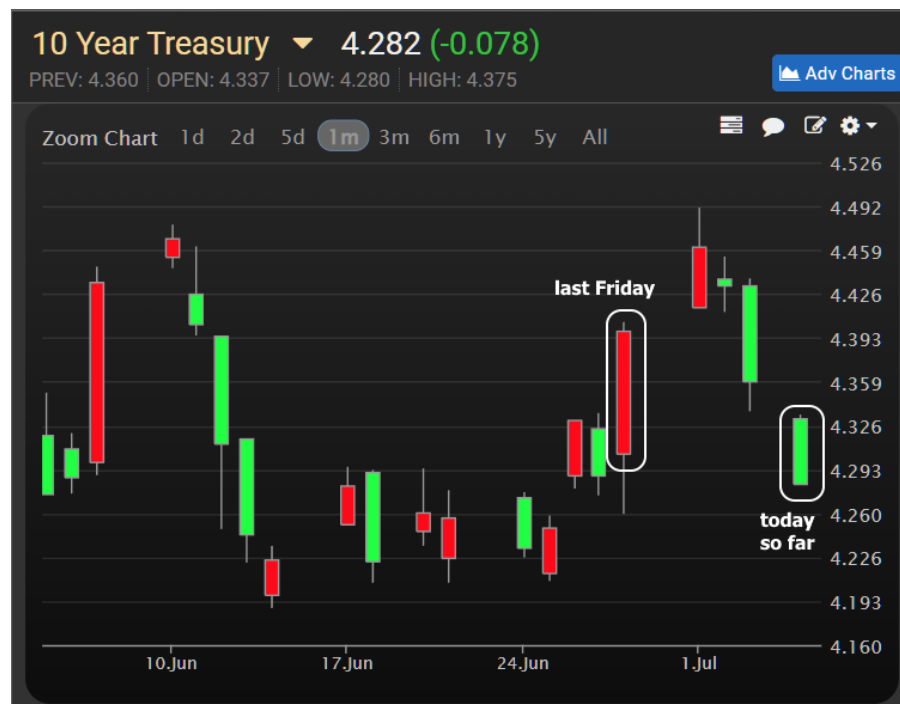 10 Year Treasury 4.282 (-0.078)
PREV: 4.360 OPEN: 4.337 LOW: 4.280 HIGH: 4.375
Adv Charts
Zoom Chart 1d 2d 5d 1m 3m 6m 1y 5y All
4.526
4.492
4.459
last Friday
4.426
4.393
4.359
4.326
4.293
4.260
today
so far
4.226
4.193
4.160
10.Jun 17.Jun 24.Jun 1.Jul